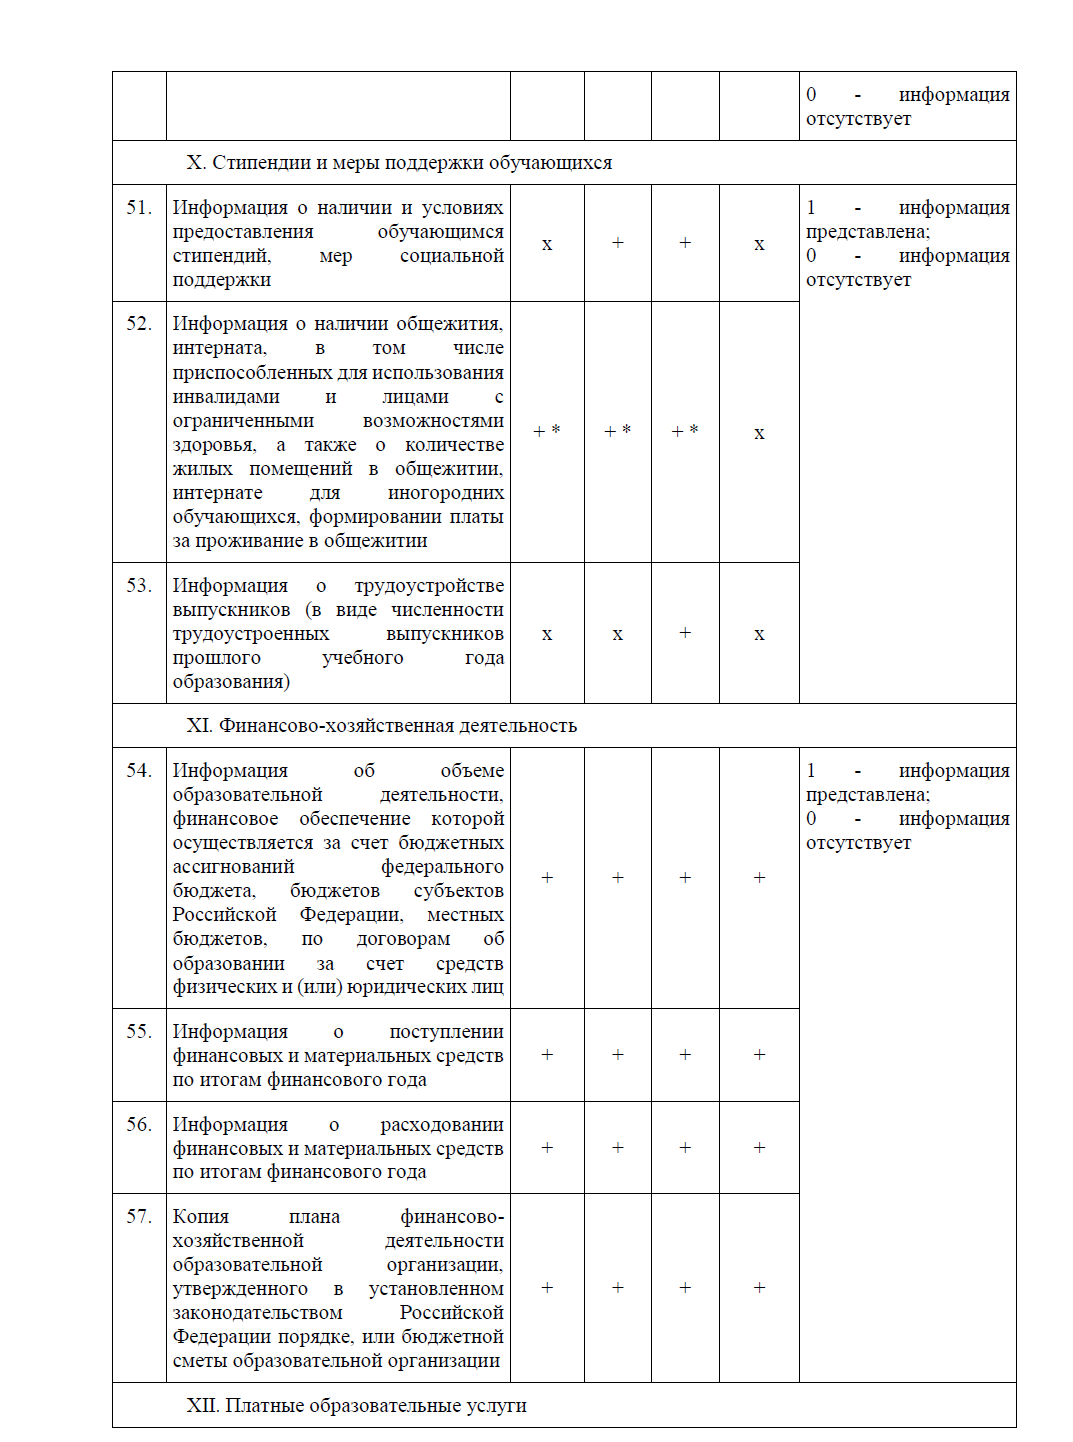 0 - информация
отсутствует
X. Стипендии и меры поддержки обучающихся
51.
Информация о наличии и условиях
предоставления обучающимся
стипендий, мер социальной
поддержки
x
+
+
x
1 - информация
представлена;
0 - информация
отсутствует
52.
Информация о наличии общежития,
интерната, в том числе
приспособленных для использования
инвалидами и лицами с
ограниченными возможностями
здоровья, а также о количестве
жилых помещений в общежитии,
интернате для иногородних
обучающихся, формировании платы
за проживание в общежитии
+ *
+ *
+ *
x
53.
Информация о трудоустройстве
выпускников (в виде численности
трудоустроенных выпускников
прошлого учебного года
образования)
x
x
+
x
XI. Финансово-хозяйственная деятельность
54.
Информация об объеме
образовательной деятельности,
финансовое обеспечение которой
осуществляется за счет бюджетных
ассигнований федерального
бюджета, бюджетов субъектов
Российской Федерации, местных
бюджетов, по договорам об
образовании за счет средств
физических и (или) юридических лиц
+
+
+
+
1 - информация
представлена;
0 - информация
отсутствует
55.
Информация о поступлении
финансовых и материальных средств
по итогам финансового года
+
+
+
+
56.
Информация о расходовании
финансовых и материальных средств
по итогам финансового года
+
+
+
+
57.
Копия плана финансово-
хозяйственной деятельности
образовательной организации,
утвержденного в установленном
законодательством Российской
Федерации порядке, или бюджетной
сметы образовательной организации
+
+
+
+
XII. Платные образовательные услуги